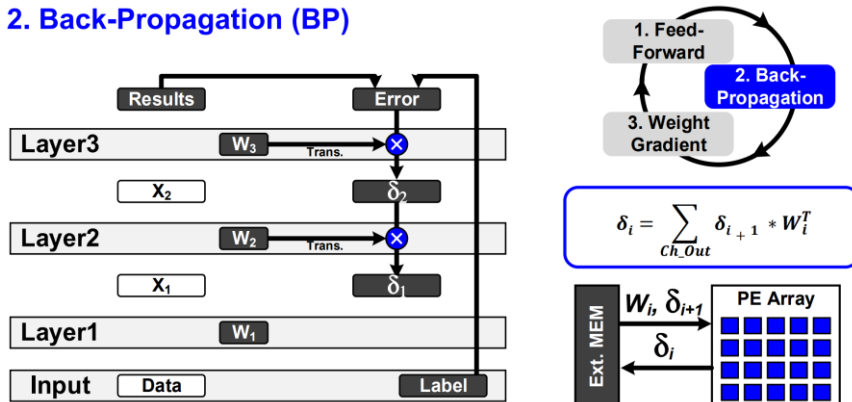 2. Back-Propagation (BP)
Results
Error
Layer3
W3
Trans.
X2
δ2
Layer2
W2
Trans.
X1
δ1
Layer1
W1
Input
Data
Label
1. Feed-
Forward
2. Back-
Propagation
3. Weight
Gradient
δi = ∑ δi + 1 * WiT
Ch_Out
Ext. MEM
Wi, δi+1
δi
PE Array